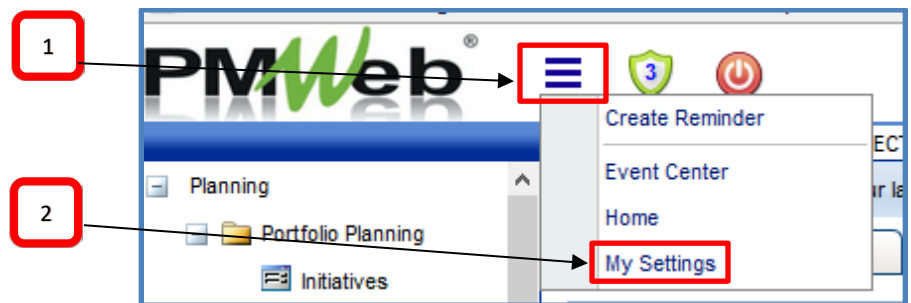 1
PMWeb®
3
Create Reminder
Event Center
Home
My Settings
2
Planning
Portfolio Planning
Initiatives